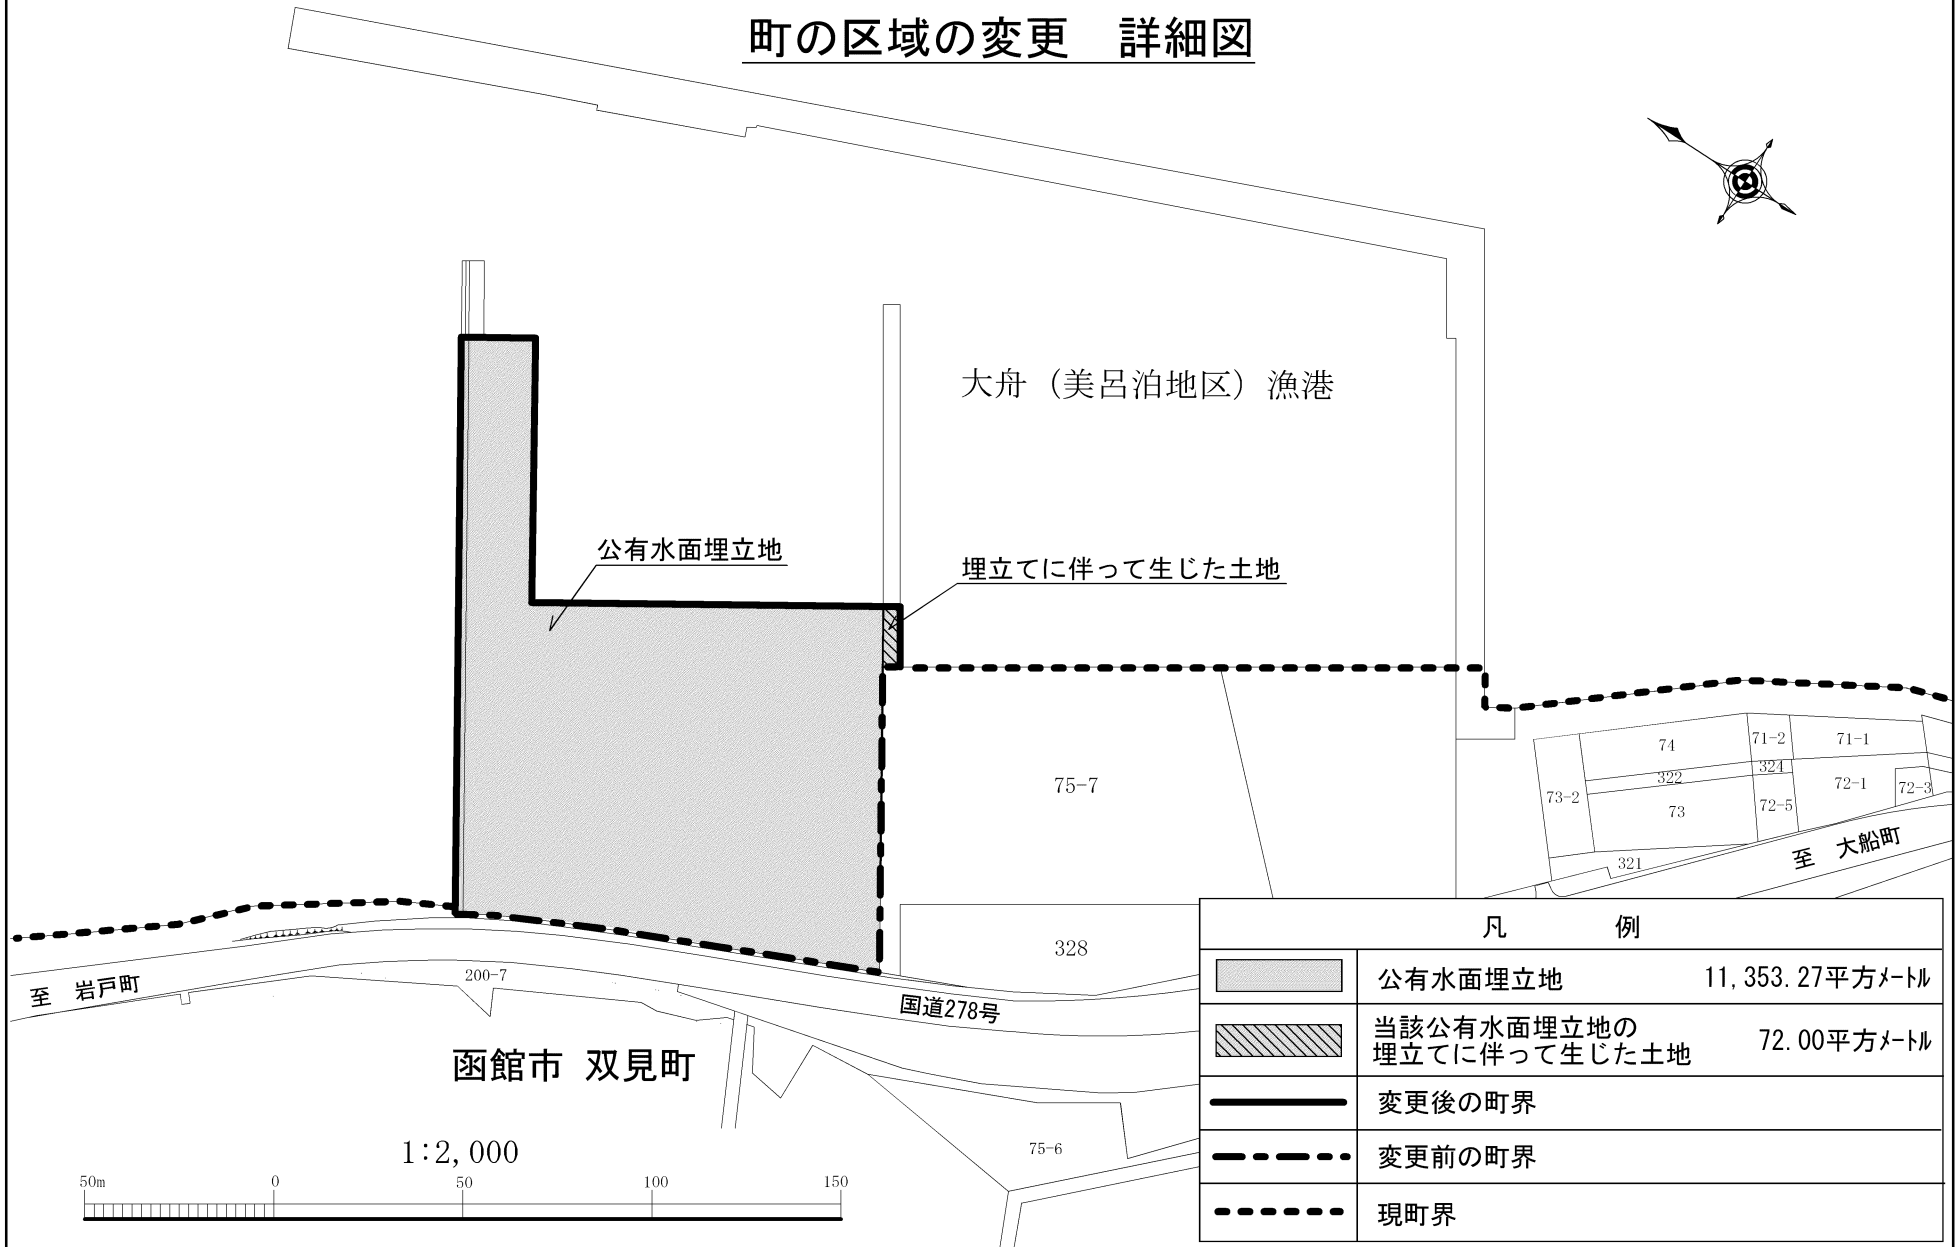 町の区域の変更　詳細図
大舟（美呂泊地区）漁港
公有水面埋立地
埋立てに伴って生じた土地
75-7
74
71-2
71-1
322
324
73-2
73
72-5
72-1
72-3
321
至　大船町
328
至　岩戸町
200-7
国道278号
函館市 双見町
75-6
1:2,000
50m 0 50 100 150
凡　例
公有水面埋立地 11,353.27平方ﾒｰﾄﾙ
当該公有水面埋立地の
埋立てに伴って生じた土地 72.00平方ﾒｰﾄﾙ
変更後の町界
変更前の町界
現町界